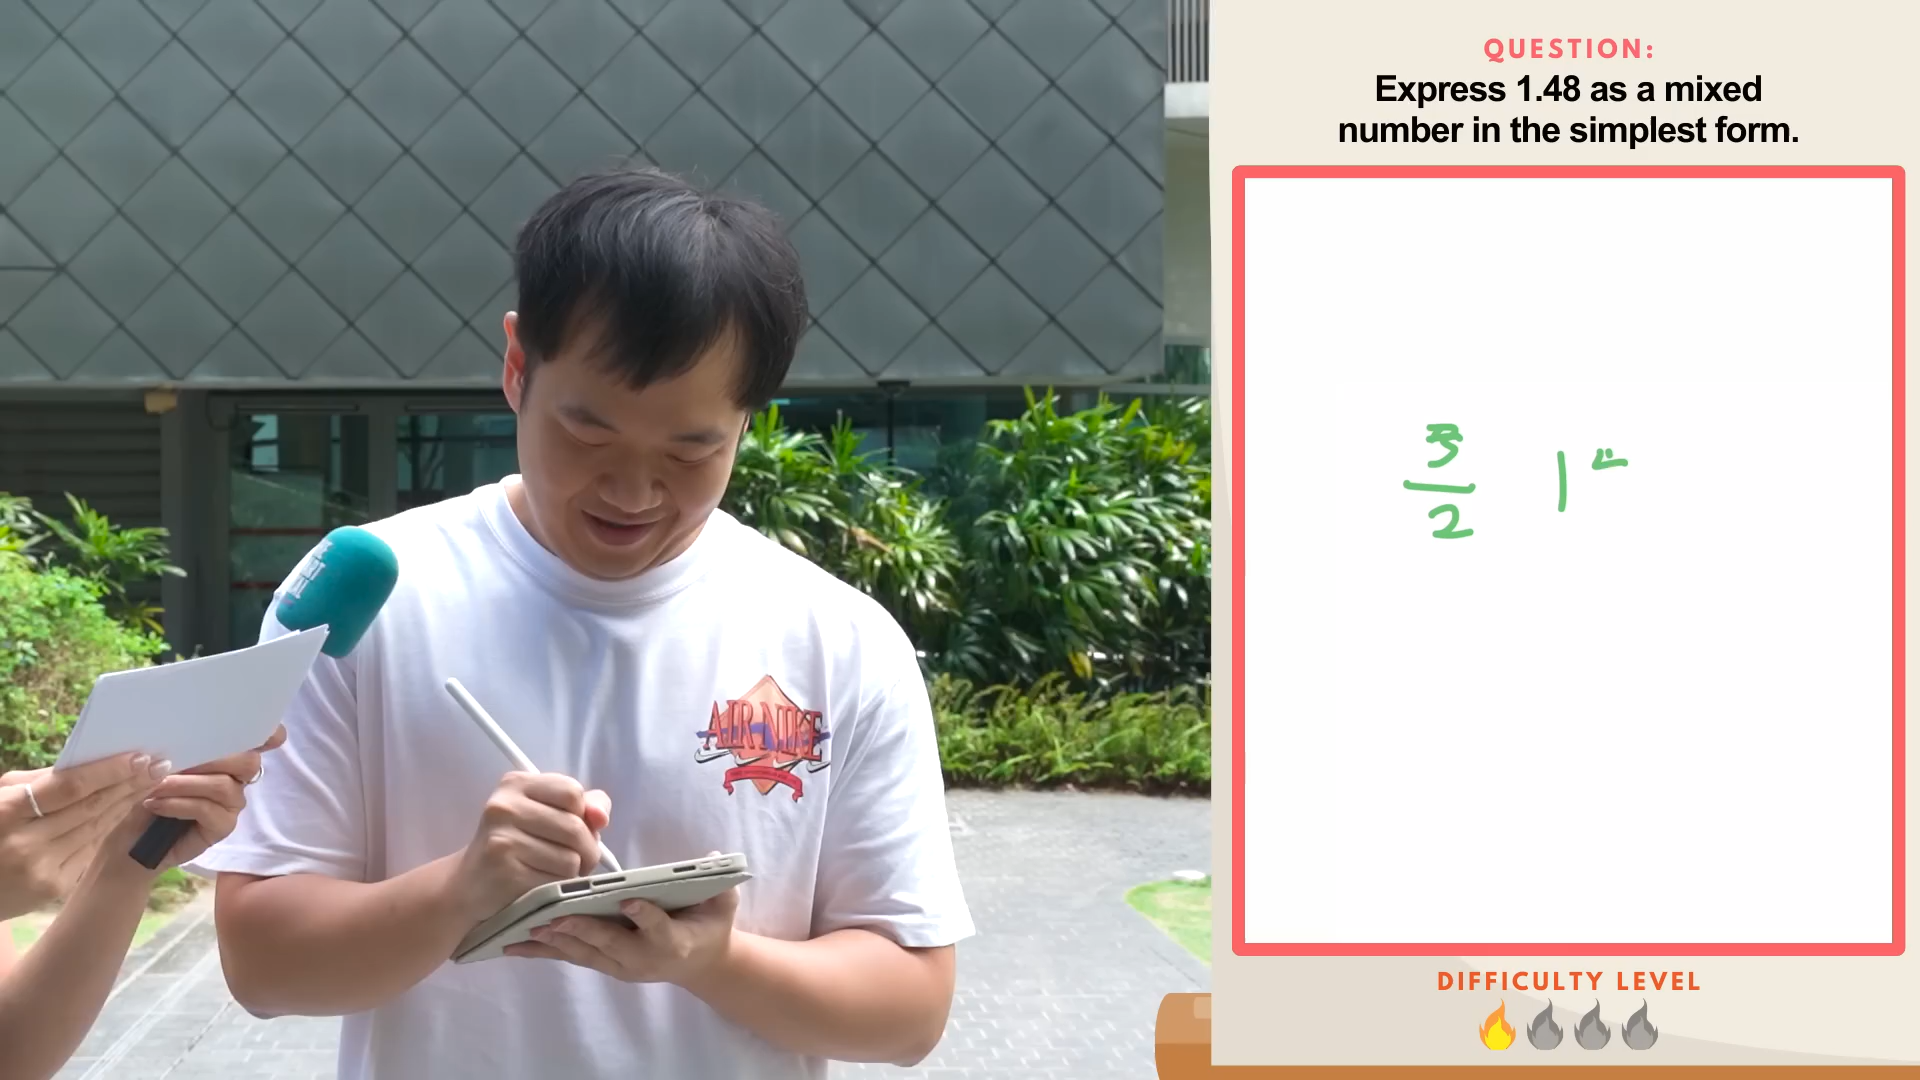 QUESTION:
Express 1.48 as a mixed
number in the simplest form.
3
2
1
AIR NIKE
DIFFICULTY LEVEL